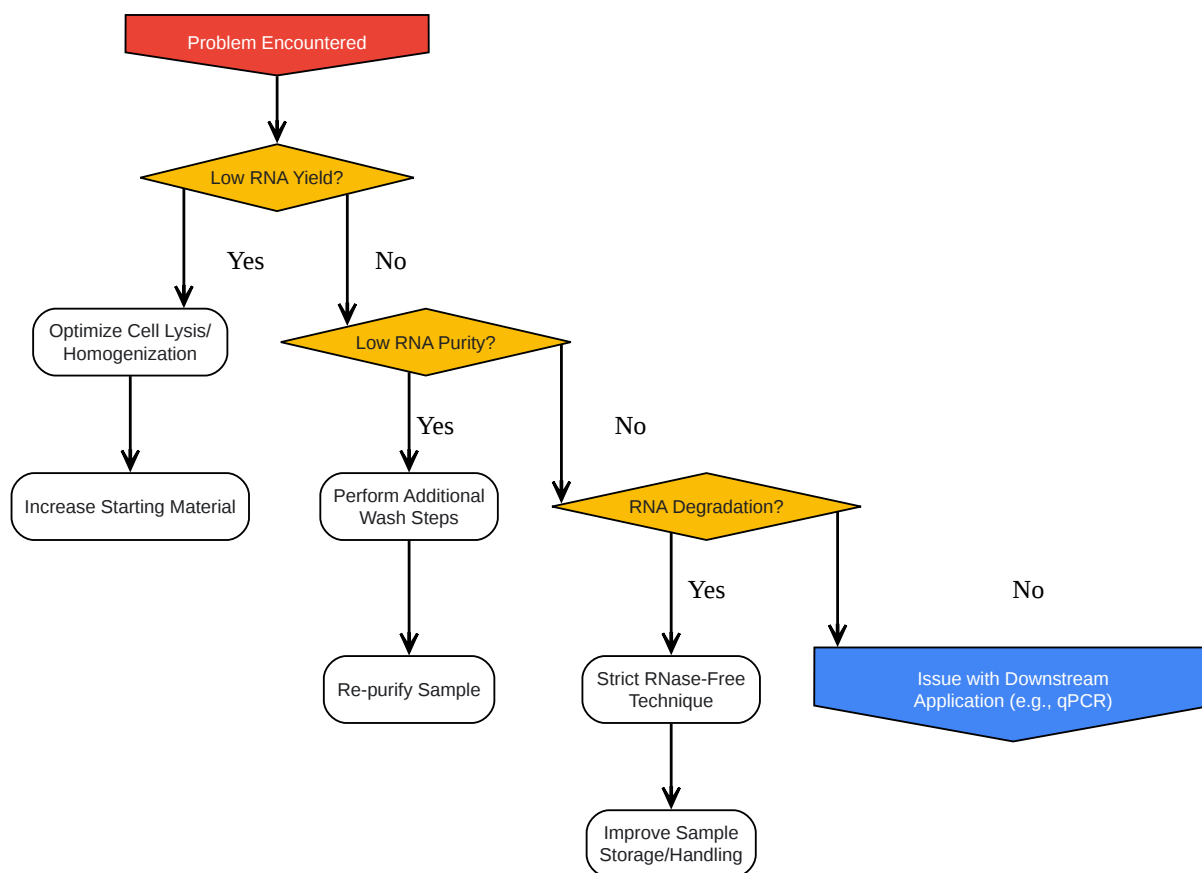 Problem Encountered
Low RNA Yield?
Yes
No
Optimize Cell Lysis/
Homogenization
Low RNA Purity?
Yes
No
Increase Starting Material
Perform Additional
Wash Steps
RNA Degradation?
Yes
No
Re-purify Sample
Strict RNase-Free
Technique
Issue with Downstream
Application (e.g., qPCR)
Improve Sample
Storage/Handling